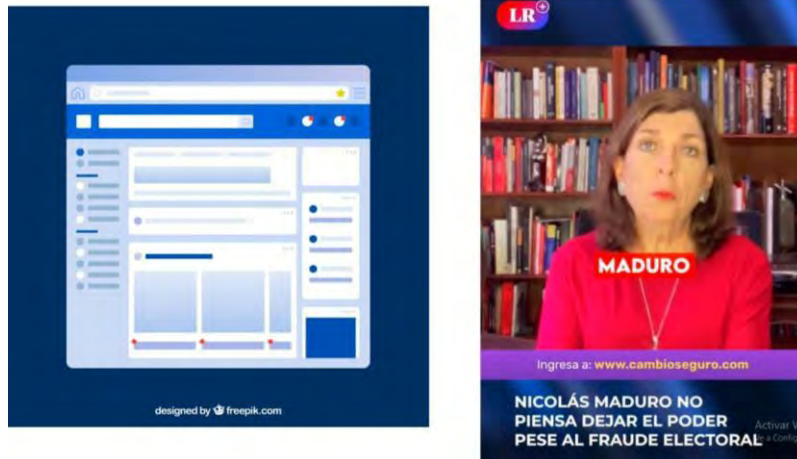 designed by freepik.com
LR+
MADURO
Ingresa a: www.cambioseguro.com
NICOLÁS MADURO NO
PIENSA DEJAR EL PODER
PESE AL FRAUDE ELECTORAL
Activar
a Config